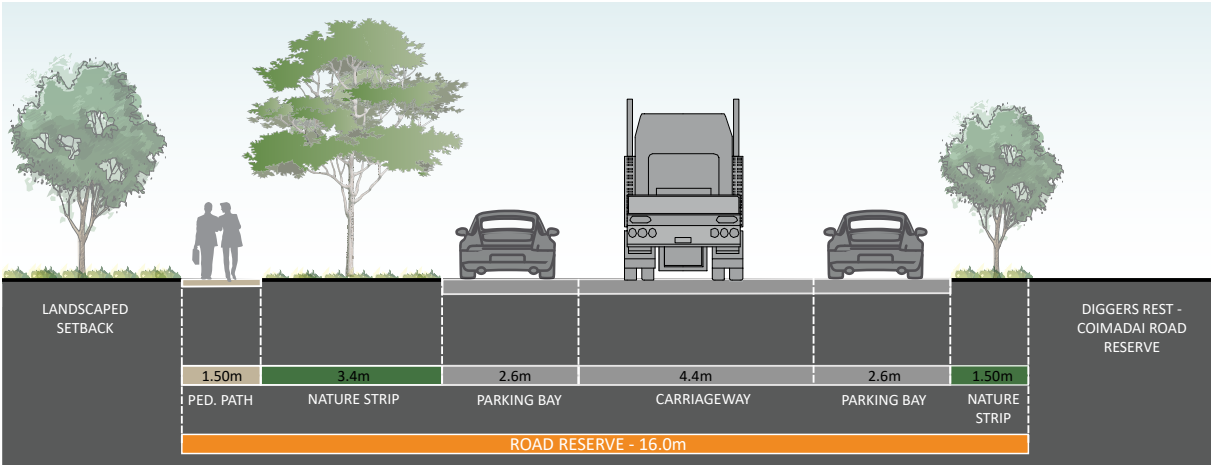 LANDSCAPED
SETBACK
DIGGERS REST -
COIMADAI ROAD
RESERVE
1.50m
3.4m
2.6m
4.4m
2.6m
1.50m
PED. PATH
NATURE STRIP
PARKING BAY
CARRIAGEWAY
PARKING BAY
NATURE
STRIP
ROAD RESERVE - 16.0m